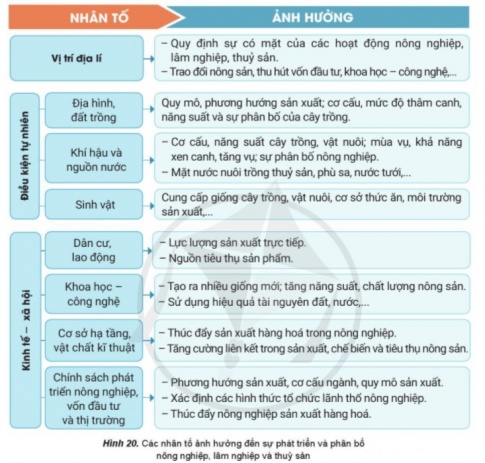 NHÂN TỐ
ẢNH HƯỞNG
Vị trí địa lí
– Quy định sự có mặt của các hoạt động nông nghiệp,
lâm nghiệp, thuỷ sản.
– Trao đổi nông sản, thu hút vốn đầu tư, khoa học – công nghệ,...
Điều kiện tự nhiên
Địa hình,
đất trồng
Quy mô, phương hướng sản xuất; cơ cấu, mức độ thâm canh,
năng suất và sự phân bố của cây trồng.
Khí hậu và
nguồn nước
– Cơ cấu, năng suất cây trồng, vật nuôi; mùa vụ, khả năng
xen canh, tăng vụ; sự phân bố nông nghiệp.
– Mặt nước nuôi trồng thuỷ sản, phù sa, nước tưới,...
Sinh vật
Cung cấp giống cây trồng, vật nuôi, cơ sở thức ăn, môi trường
sản xuất,...
Kinh tế – xã hội
Dân cư,
lao động
– Lực lượng sản xuất trực tiếp.
– Nguồn tiêu thụ sản phẩm.
Khoa học –
công nghệ
– Tạo ra nhiều giống mới; tăng năng suất, chất lượng nông sản.
– Sử dụng hiệu quả tài nguyên đất, nước,...
Cơ sở hạ tầng,
vật chất kĩ thuật
– Thúc đẩy sản xuất hàng hoá trong nông nghiệp.
– Tăng cường liên kết trong sản xuất, chế biến và tiêu thụ nông sản.
Chính sách phát
triển nông nghiệp,
vốn đầu tư
và thị trường
– Phương hướng sản xuất, cơ cấu ngành, quy mô sản xuất.
– Xác định các hình thức tổ chức lãnh thổ nông nghiệp.
– Thúc đẩy nông nghiệp sản xuất hàng hoá.
Hình 20. Các nhân tố ảnh hưởng đến sự phát triển và phân bố
nông nghiệp, lâm nghiệp và thuỷ sản